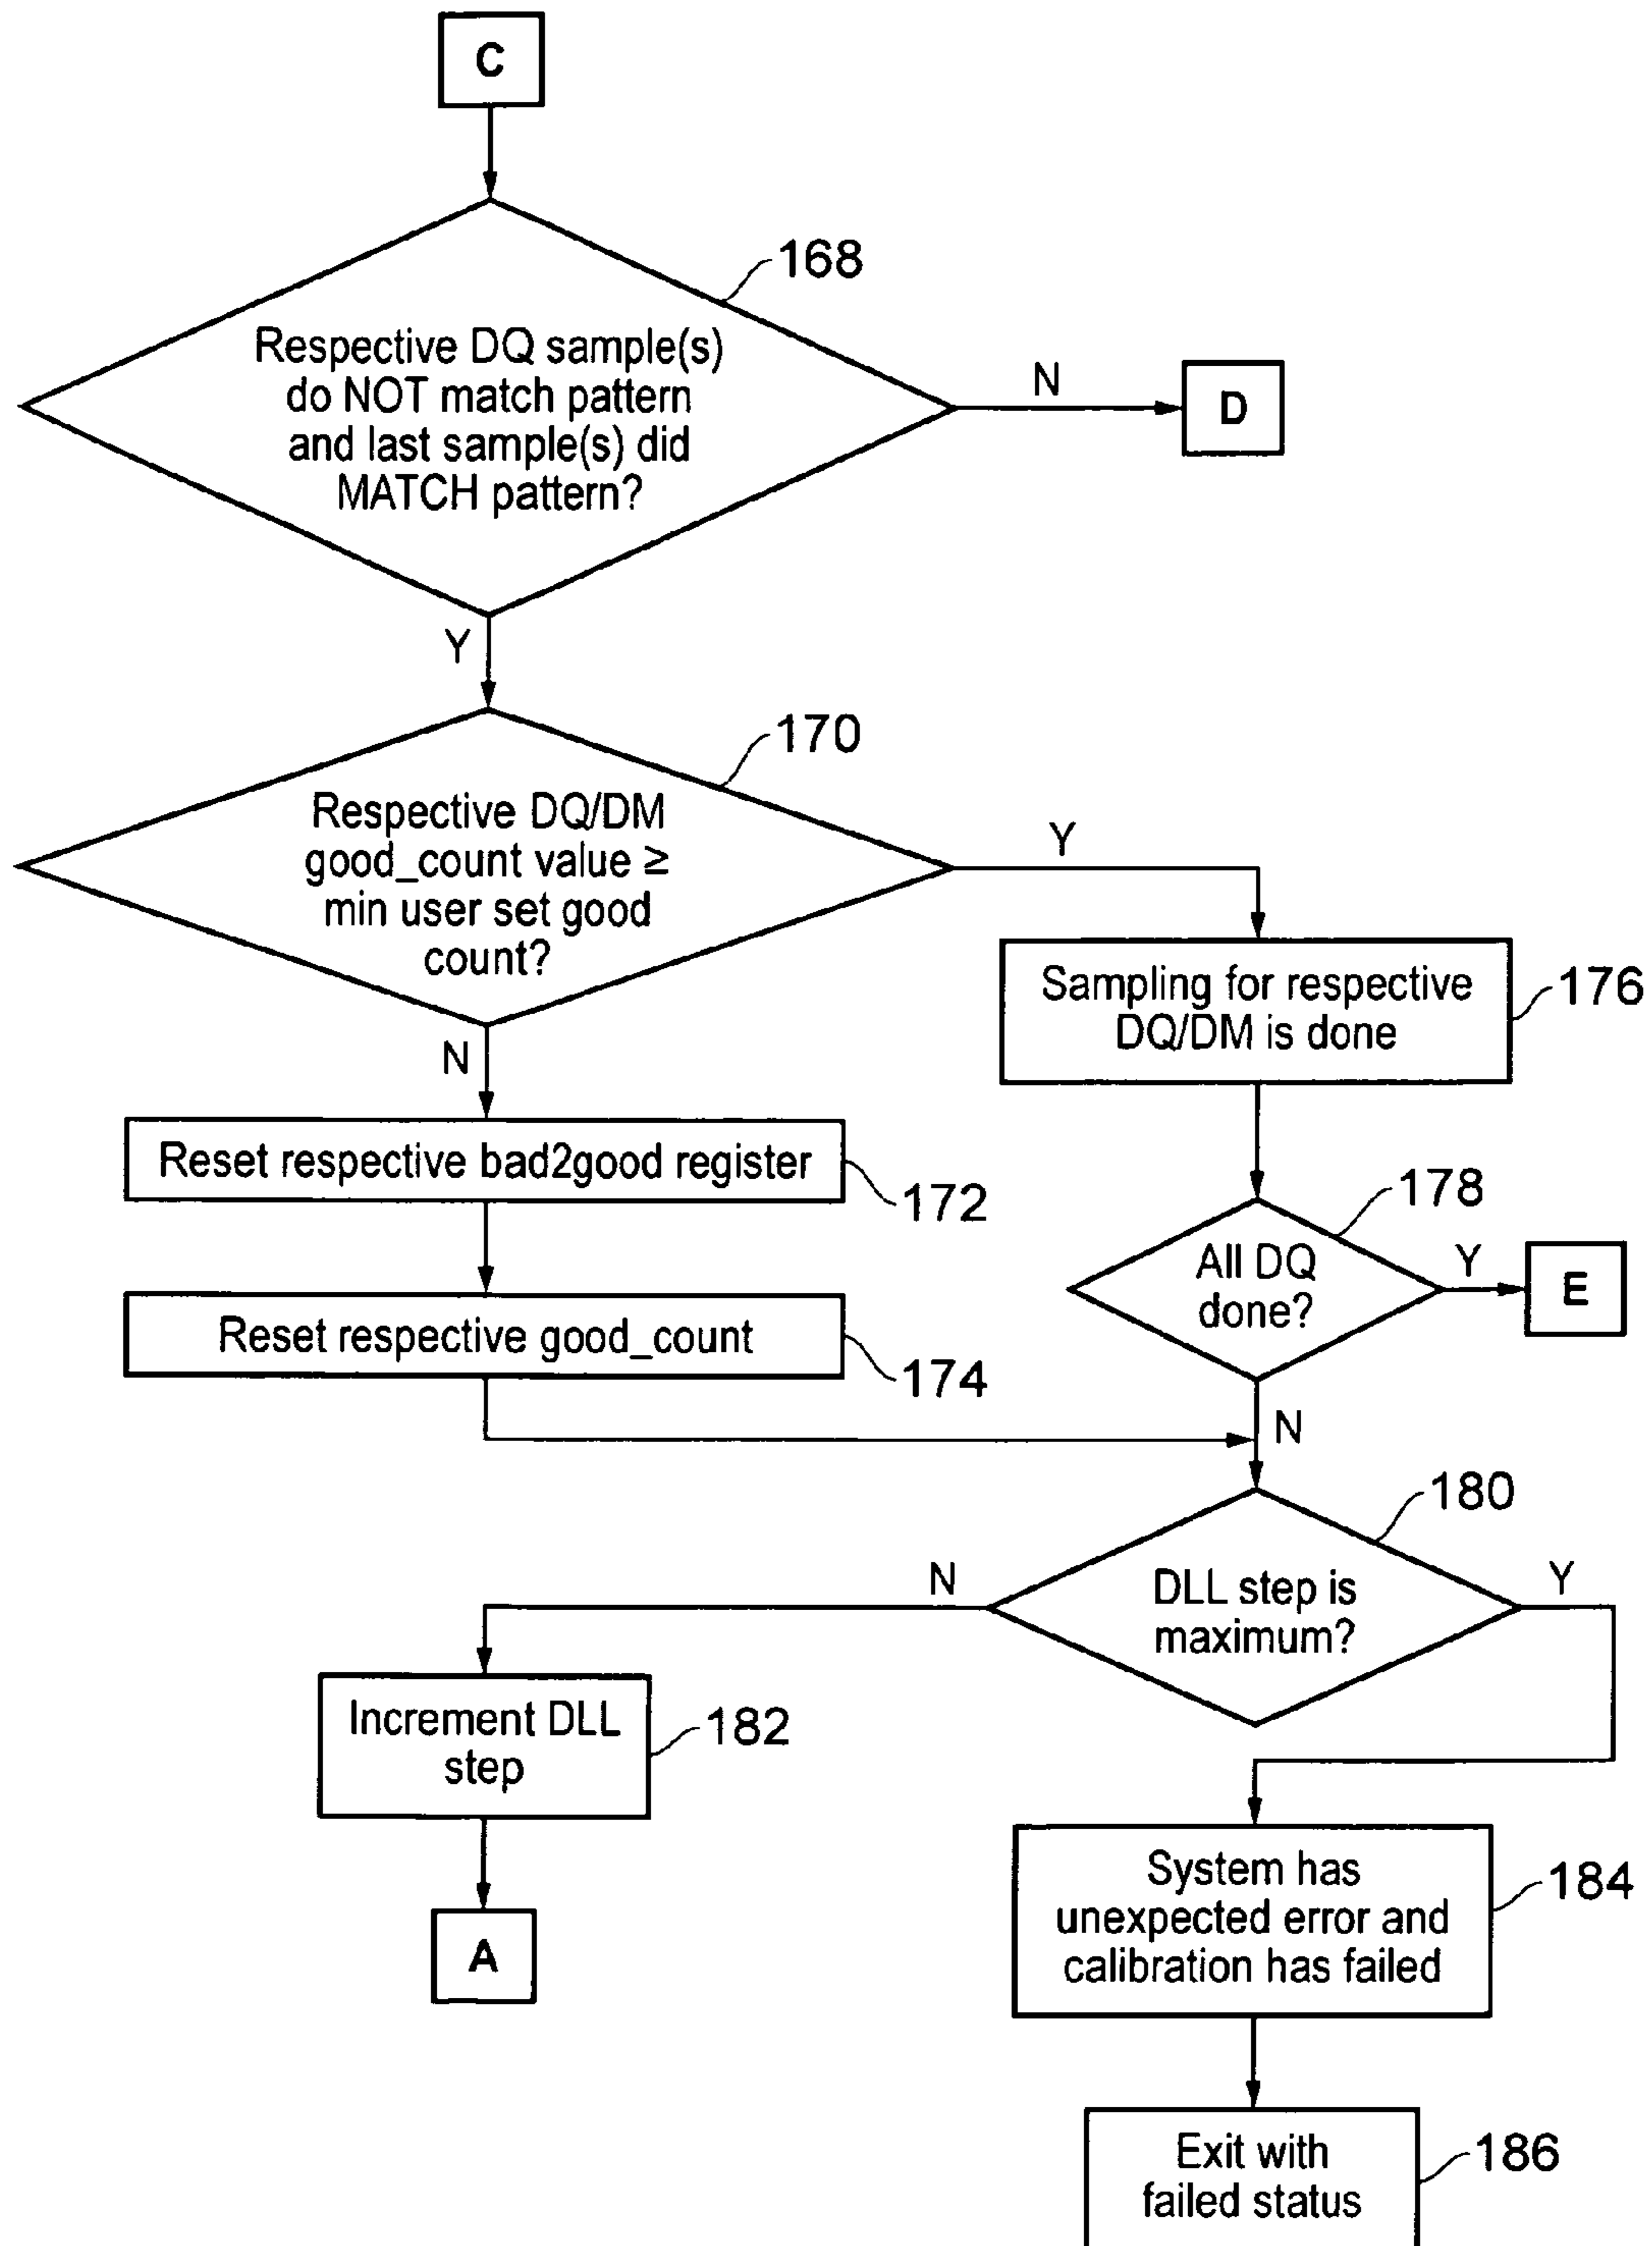 C
168
Respective DQ sample(s)
do NOT match pattern
and last sample(s) did
MATCH pattern?
N
D
Y
170
Respective DQ/DM
good_count value ≥
min user set good
count?
Y
Sampling for respective
DQ/DM is done
176
N
Reset respective bad2good register
172
178
All DQ
done?
Y
E
Reset respective good_count
174
N
180
DLL step is
maximum?
N
Y
Increment DLL
step
182
A
System has
unexpected error and
calibration has failed
184
Exit with
failed status
186